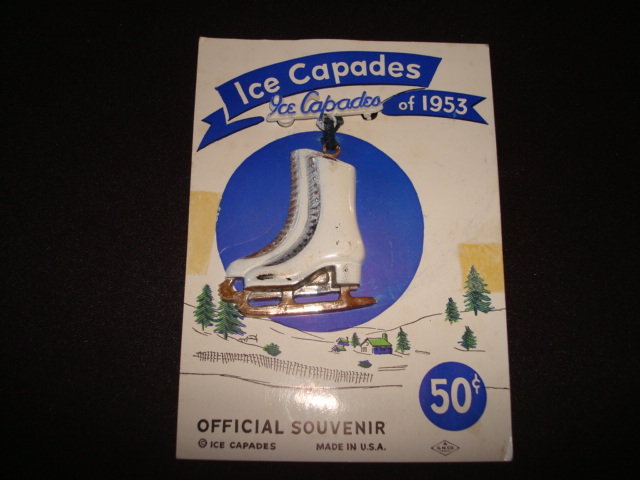 Ice Capades
Ice Capades
of 1953
50¢
OFFICIAL SOUVENIR
© ICE CAPADES MADE IN U.S.A.